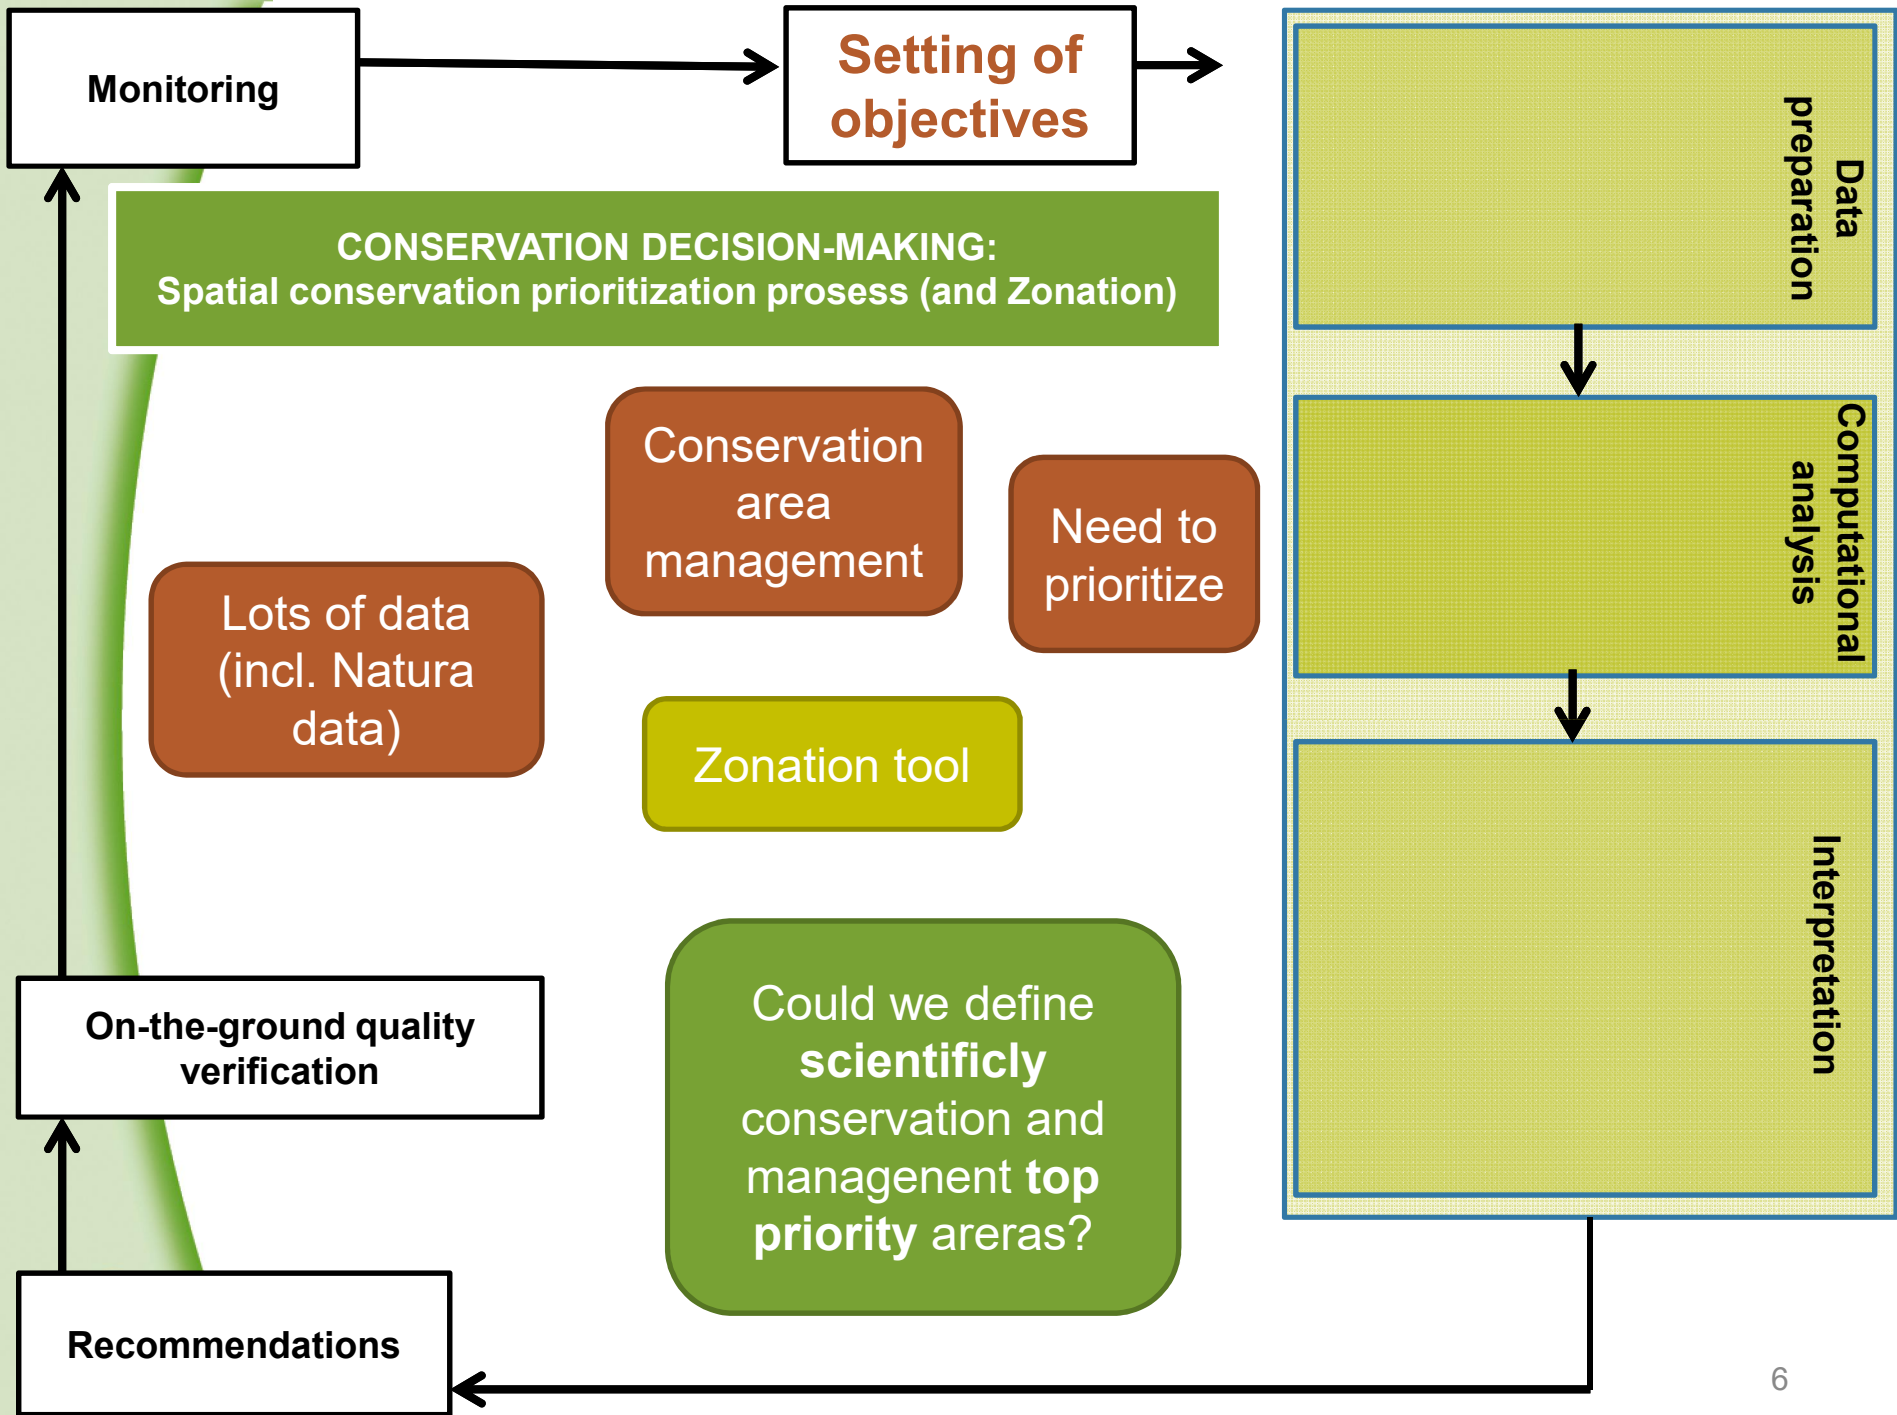 Monitoring
Setting of
objectives
Data
preparation
CONSERVATION DECISION-MAKING:
Spatial conservation prioritization prosess (and Zonation)
Conservation
area
management
Need to
prioritize
Computational
analysis
Lots of data
(incl. Natura
data)
Zonation tool
Interpretation
Could we define
scientificly
conservation and
managenent top
priority areras?
On-the-ground quality
verification
Recommendations
6